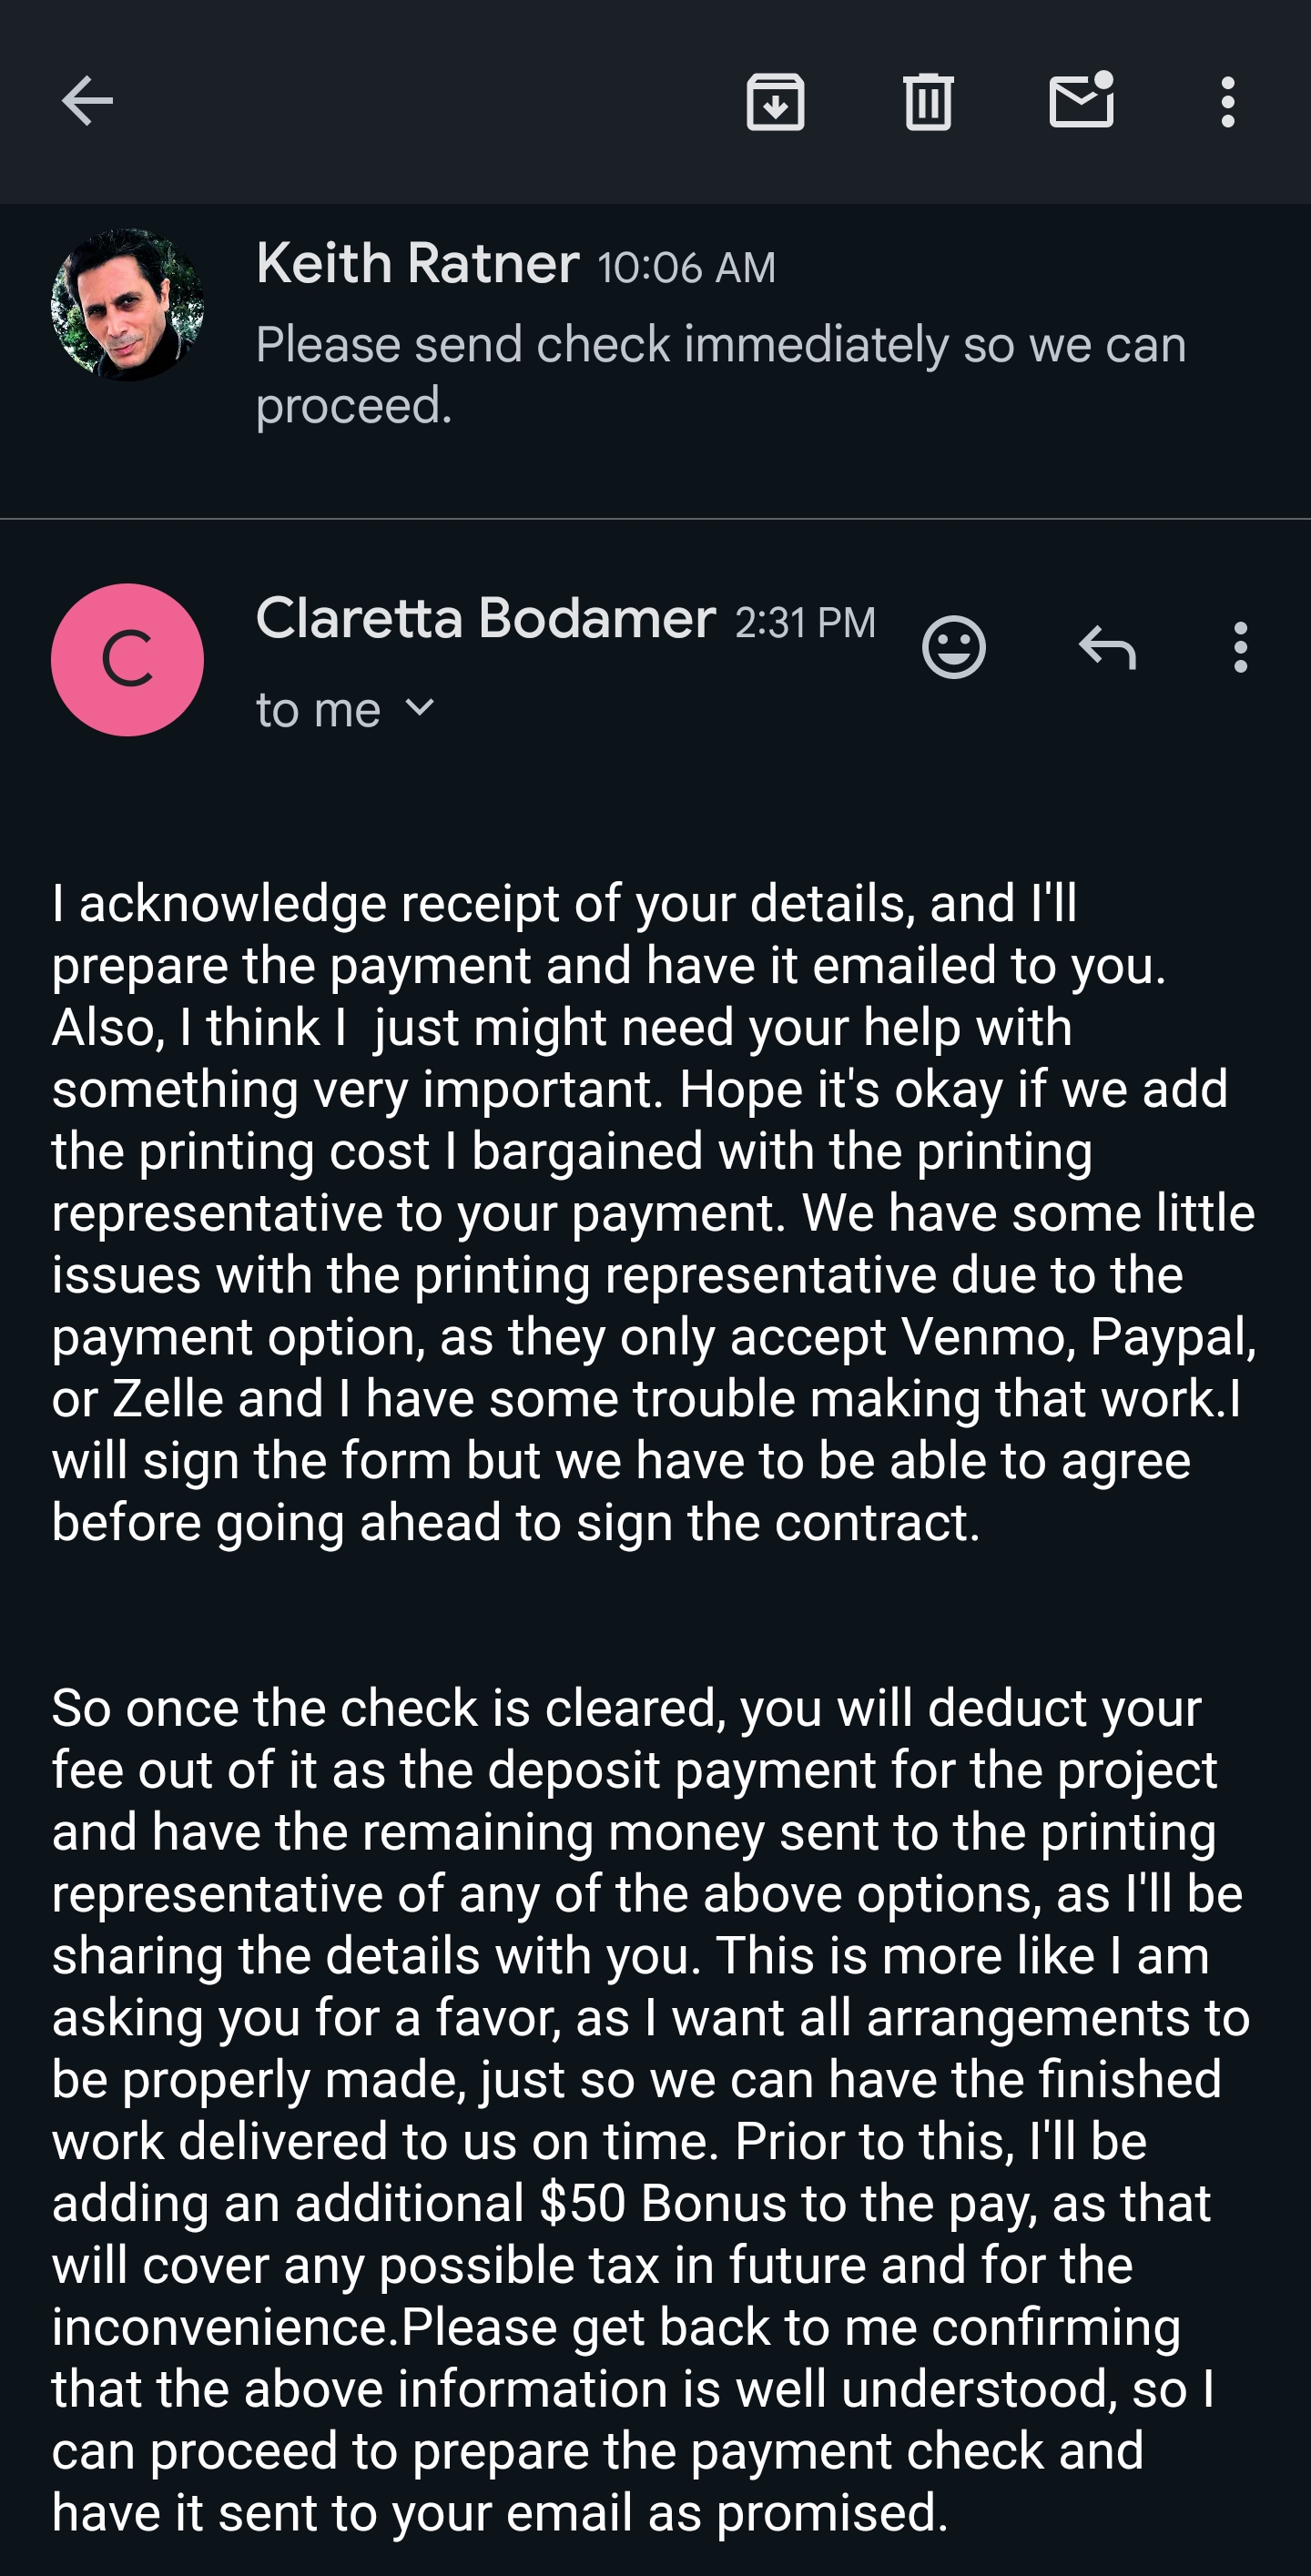 Keith Ratner 10:06 AM
Please send check immediately so we can
proceed.
C
Claretta Bodamer 2:31 PM
to me
I acknowledge receipt of your details, and I'll
prepare the payment and have it emailed to you.
Also, I think I  just might need your help with
something very important. Hope it's okay if we add
the printing cost I bargained with the printing
representative to your payment. We have some little
issues with the printing representative due to the
payment option, as they only accept Venmo, Paypal,
or Zelle and I have some trouble making that work.I
will sign the form but we have to be able to agree
before going ahead to sign the contract.
So once the check is cleared, you will deduct your
fee out of it as the deposit payment for the project
and have the remaining money sent to the printing
representative of any of the above options, as I'll be
sharing the details with you. This is more like I am
asking you for a favor, as I want all arrangements to
be properly made, just so we can have the finished
work delivered to us on time. Prior to this, I'll be
adding an additional $50 Bonus to the pay, as that
will cover any possible tax in future and for the
inconvenience.Please get back to me confirming
that the above information is well understood, so I
can proceed to prepare the payment check and
have it sent to your email as promised.